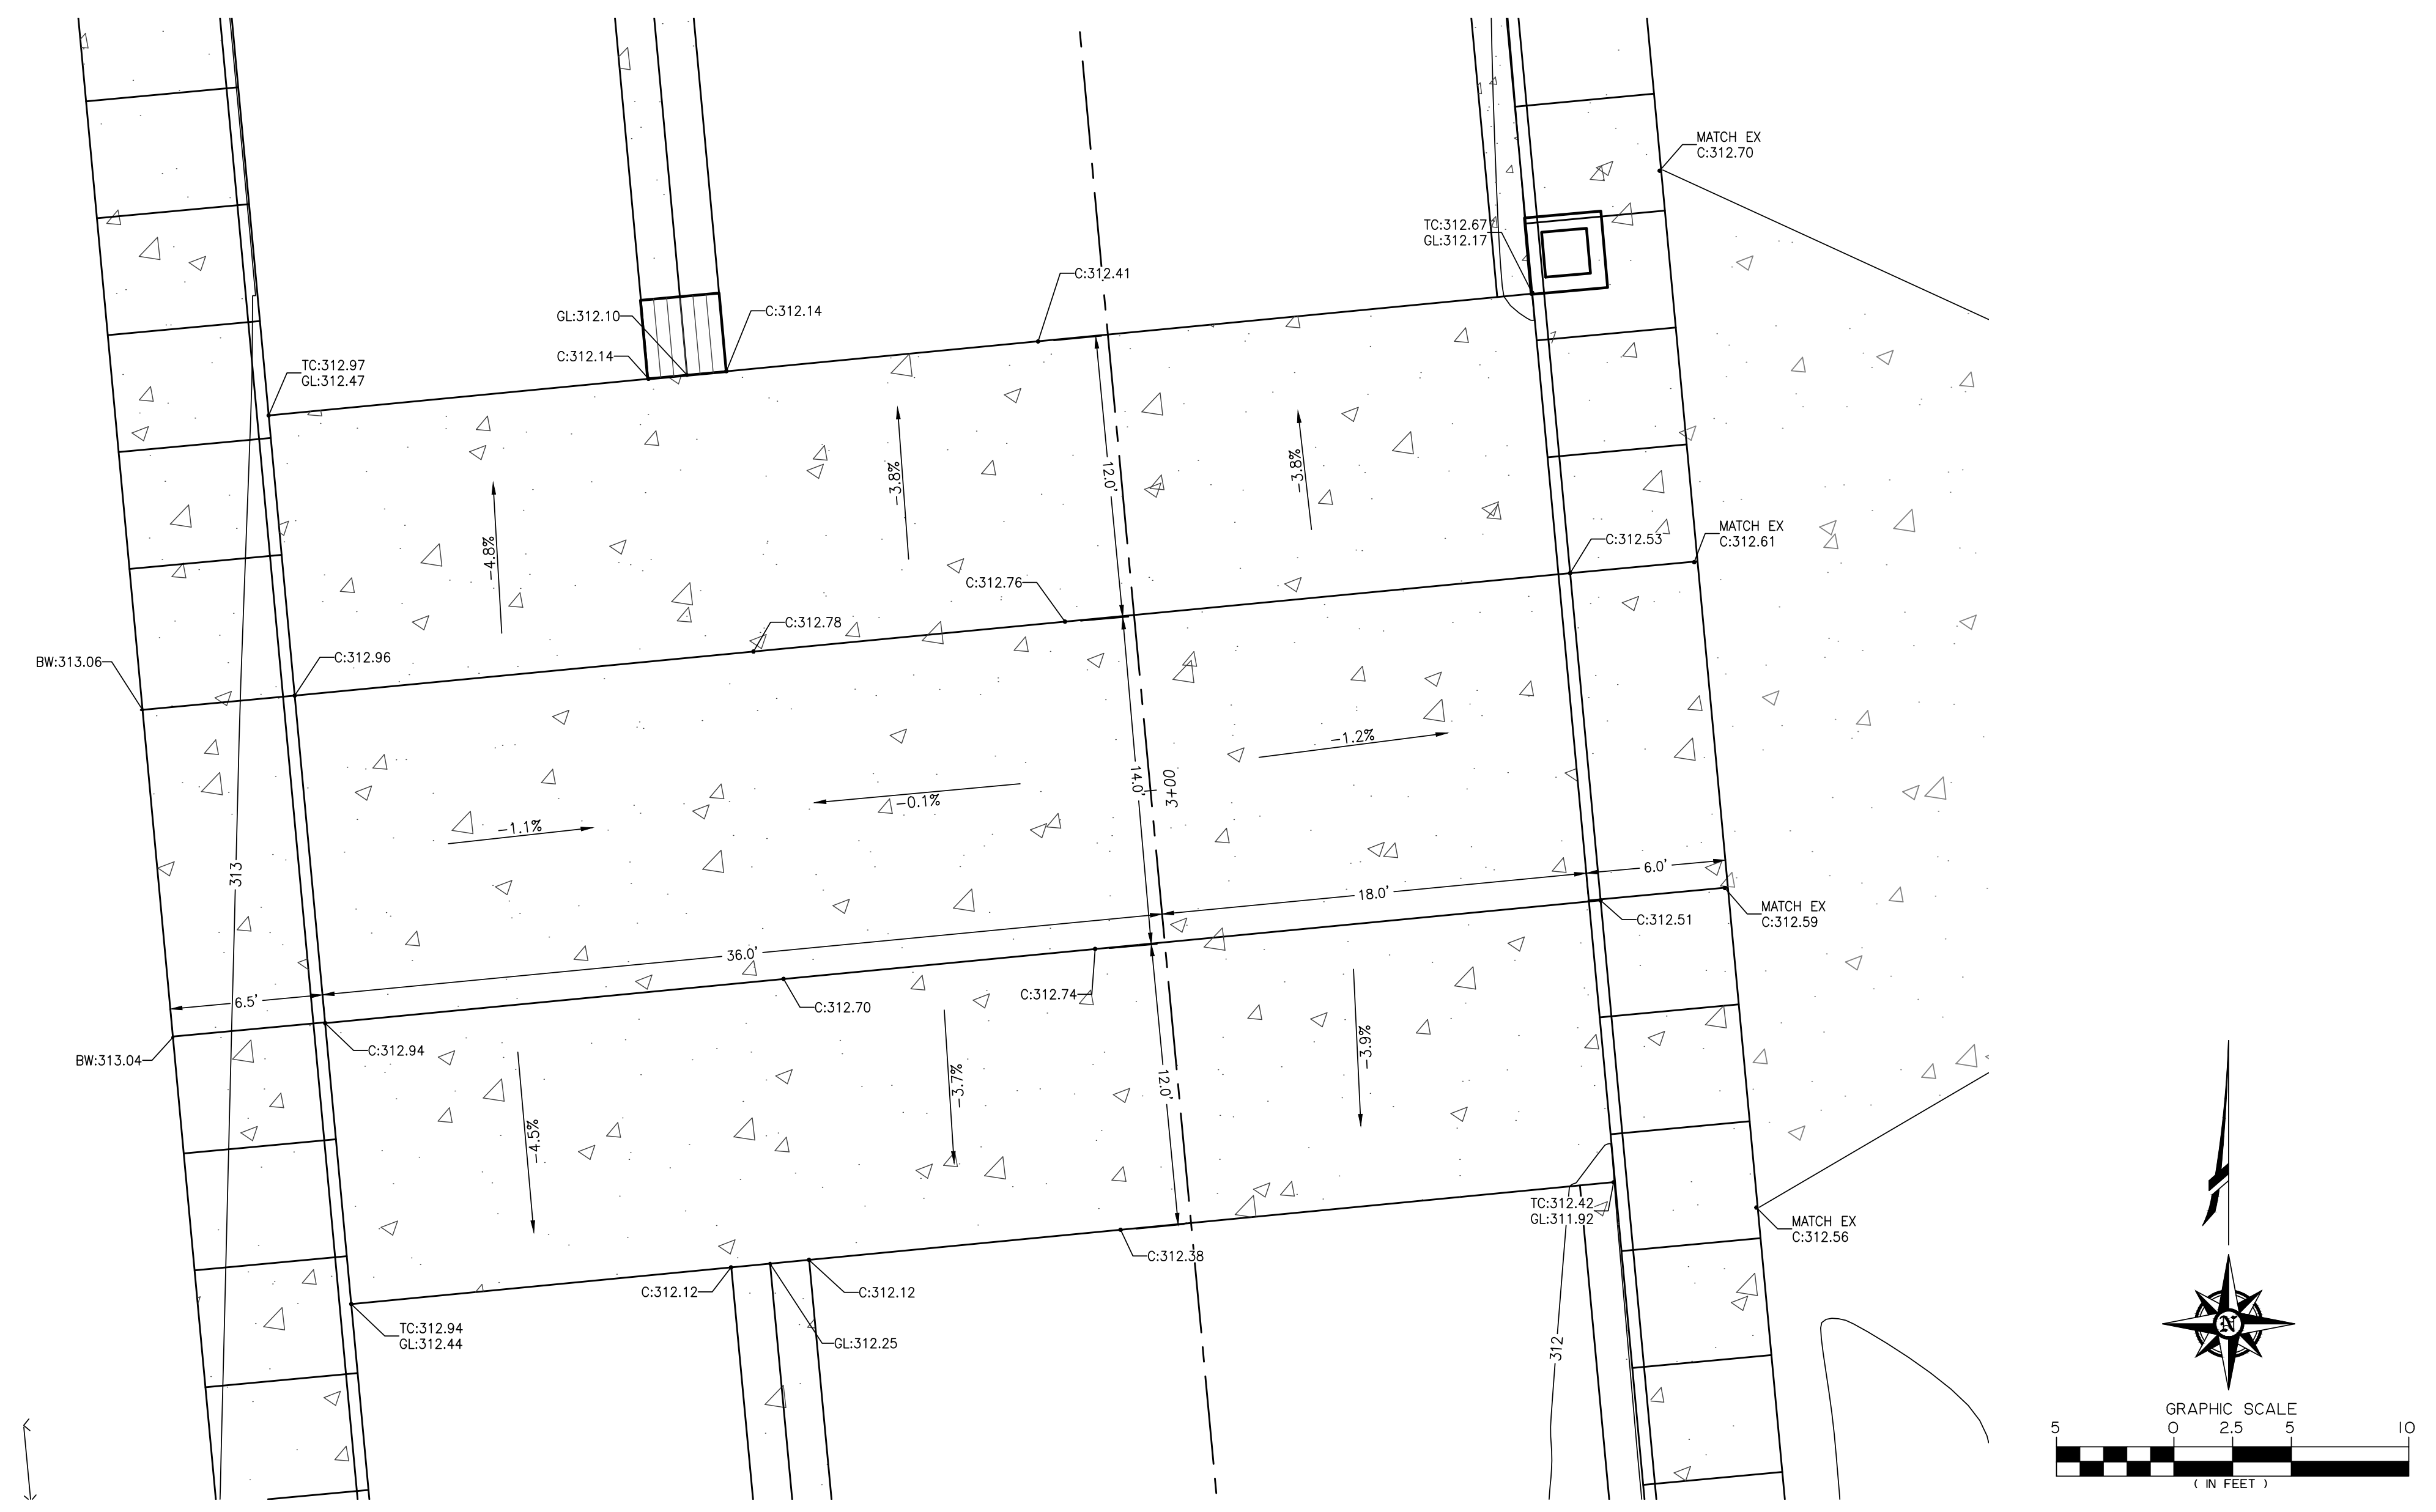 MATCH EX
C:312.70
TC:312.67
GL:312.17
C:312.41
GL:312.10
C:312.14
C:312.14
TC:312.97
GL:312.47
-3.8%
12.0'
-3.8%
-4.8%
MATCH EX
C:312.61
C:312.53
C:312.76
C:312.78
C:312.96
BW:313.06
-1.2%
14.0'
3+00
-0.1%
-1.1%
313
6.0'
18.0'
MATCH EX
C:312.59
C:312.51
36.0'
6.5'
C:312.74
C:312.70
C:312.94
BW:313.04
-3.9%
-3.7%
12.0'
-4.5%
TC:312.42
GL:311.92
MATCH EX
C:312.56
C:312.38
C:312.12
C:312.12
TC:312.94
GL:312.44
GL:312.25
312
N
GRAPHIC SCALE
5 0 2.5 5 10
( IN FEET )